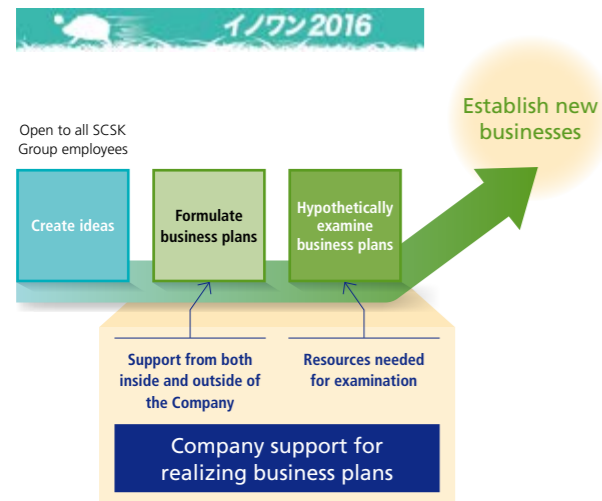 イノワン2016
Establish new
businesses
Open to all SCSK
Group employees
Create ideas
Formulate
business plans
Hypothetically
examine
business plans
Support from both
inside and outside of
the Company
Resources needed
for examination
Company support for
realizing business plans